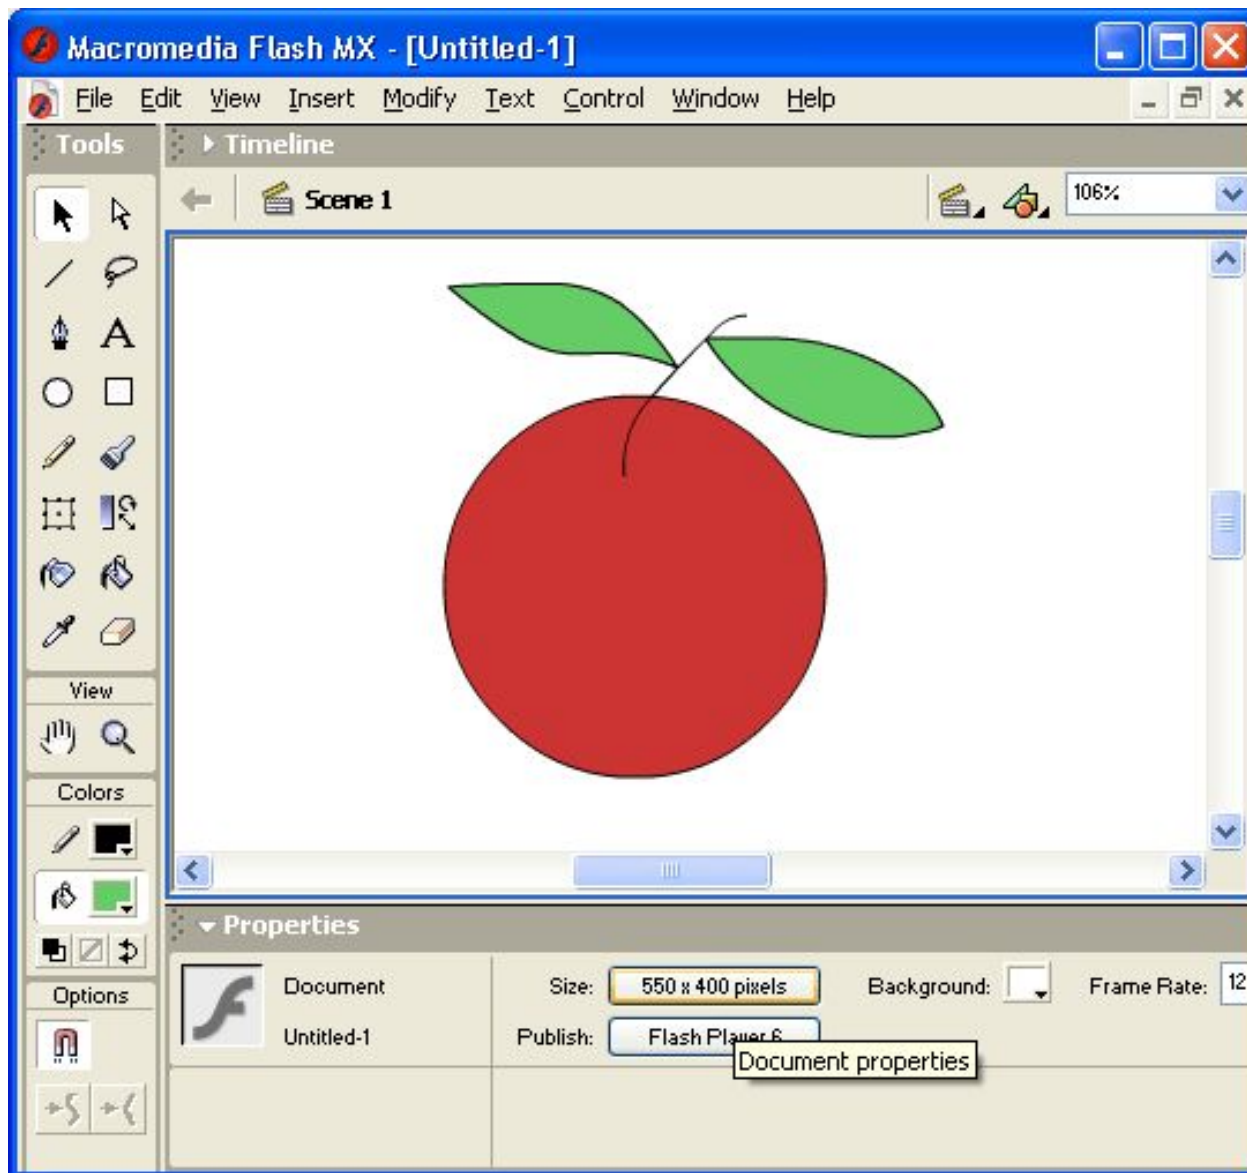 Macromedia Flash MX - [Untitled-1]
File Edit View Insert Modify Text Control Window Help
Tools
Timeline
Scene 1
106%
A
View
Colors
Options
Properties
Document
Size: 550 x 400 pixels
Background:
Frame Rate: 12
Untitled-1
Publish: Flash Player 6
Document properties